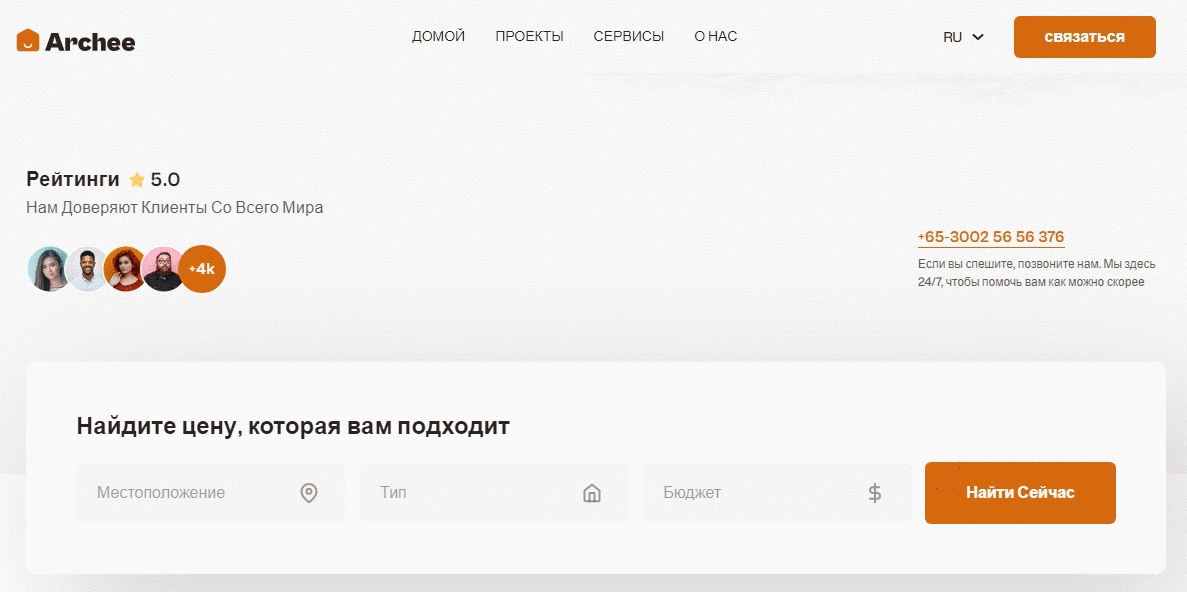 Archee
ДОМОЙ ПРОЕКТЫ СЕРВИСЫ О НАС
RU
связаться
Рейтинги 5.0
Нам Доверяют Клиенты Со Всего Мира
+4k
+65-3002 56 56 376
Если вы спешите, позвоните нам. Мы здесь
24/7, чтобы помочь вам как можно скорее
Найдите цену, которая вам подходит
Местоположение
Тип
Бюджет $
Найти Сейчас